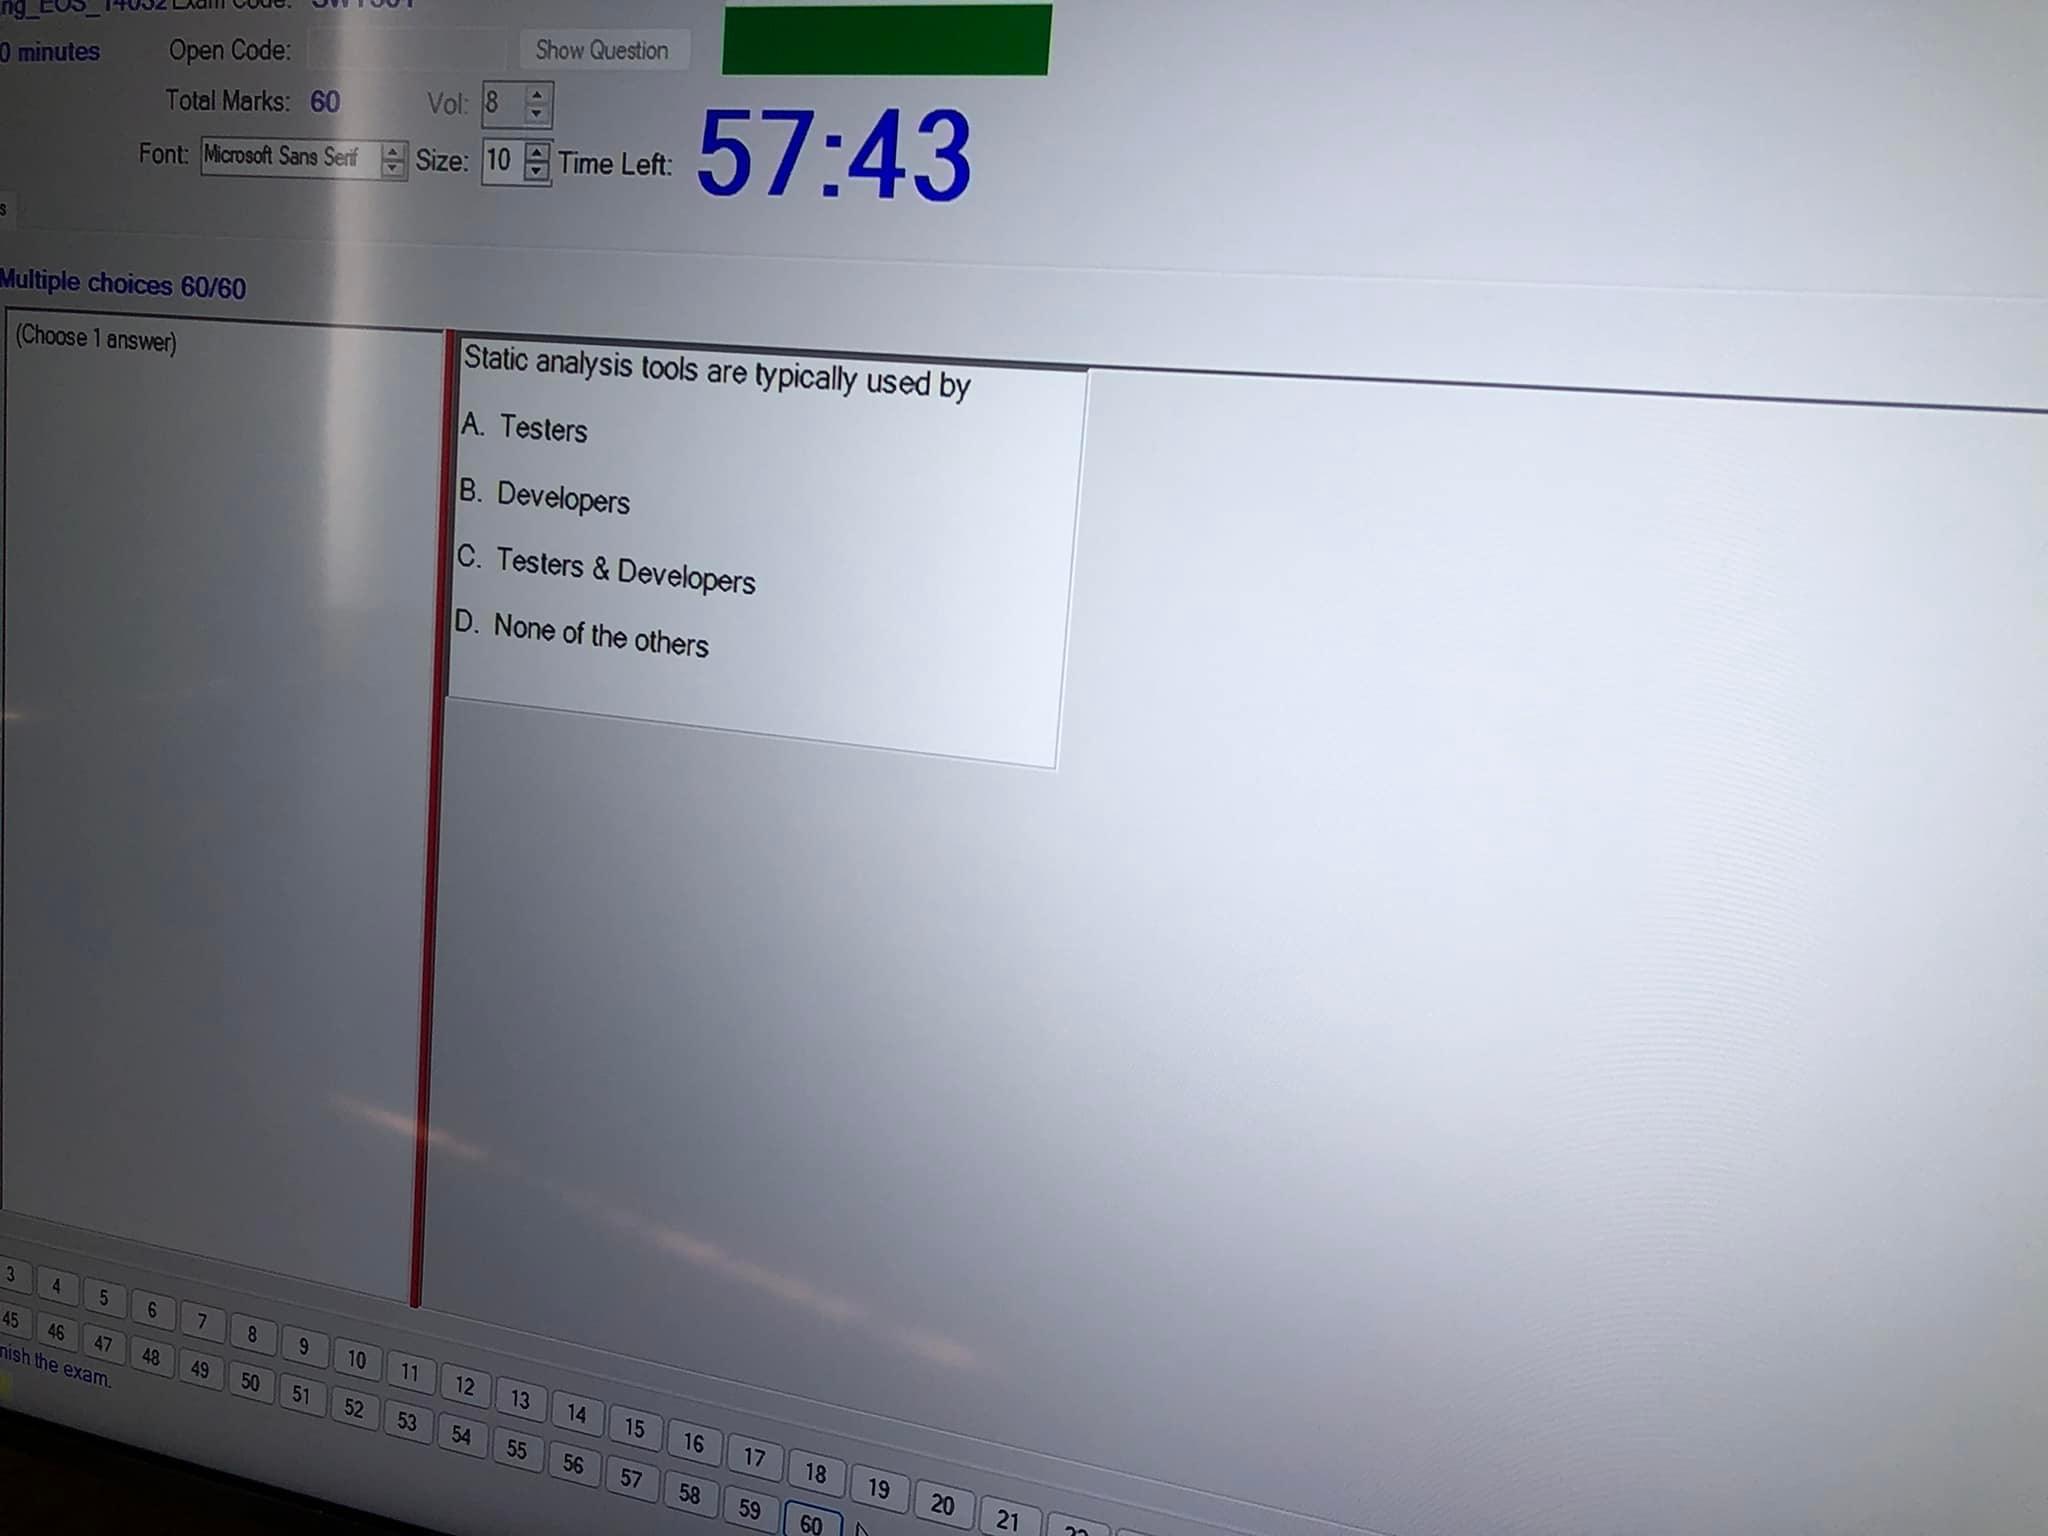 Exam Code:
0 minutes Open Code: Show Question
Total Marks: 60 Vol: 8
Font: Microsoft Sans Serif Size: 10 Time Left: 57:43
s
Multiple choices 60/60
(Choose 1 answer)
Static analysis tools are typically used by
A. Testers
B. Developers
C. Testers & Developers
D. None of the others
3 4 5 6 7 8 9 10 11 12 13 14 15 16 17 18 19 20 21
45 46 47 48 49 50 51 52 53 54 55 56 57 58 59 60
nish the exam.